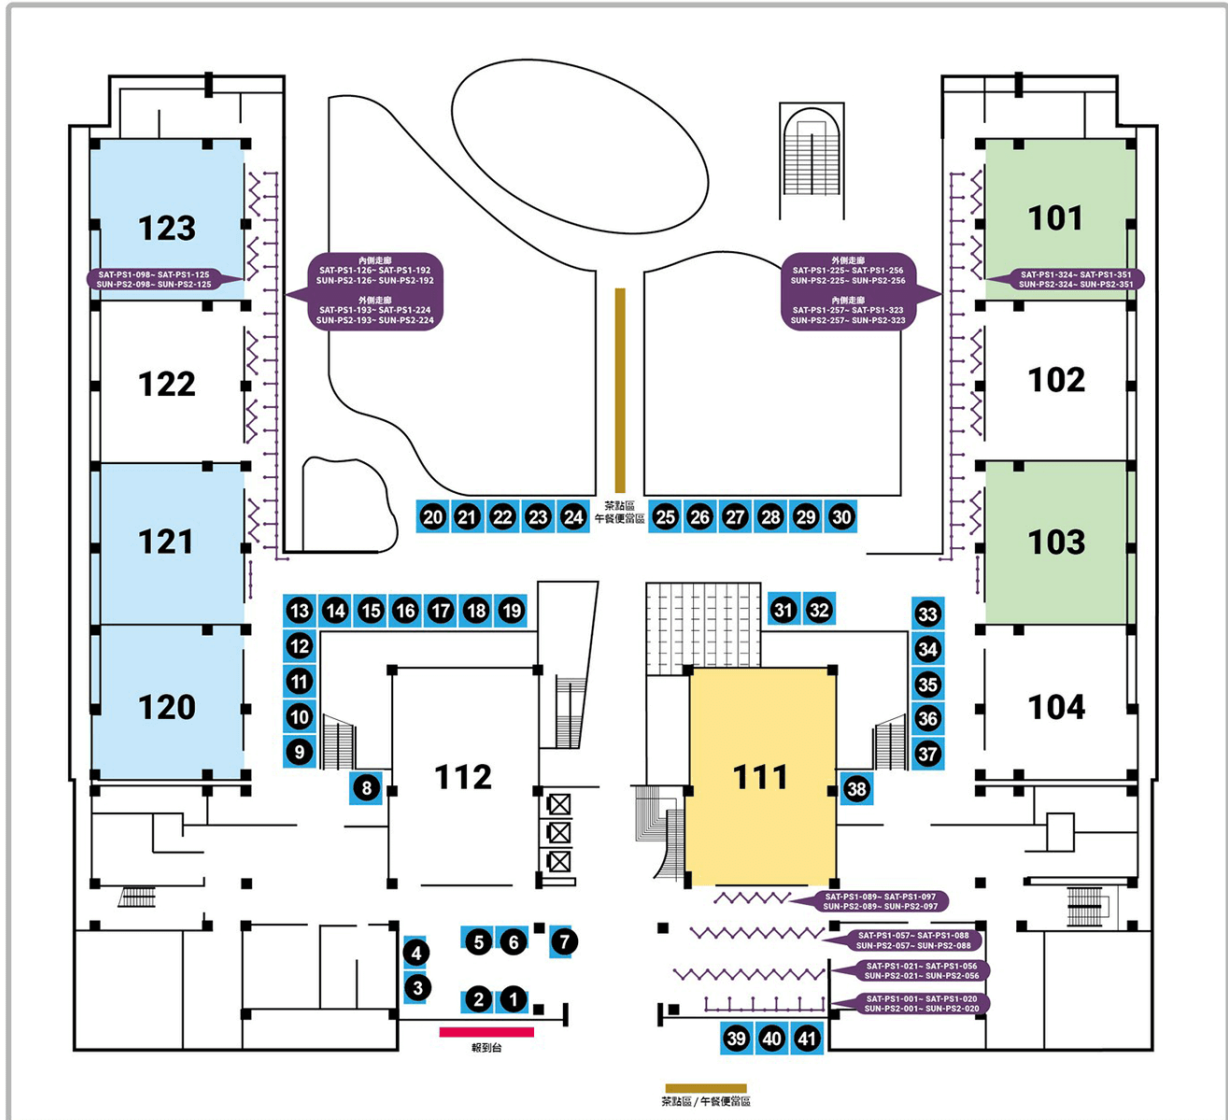 123
101
內側走廊
SAT-PS1-126~ SAT-PS1-192
SUN-PS2-126~ SUN-PS2-192
外側走廊
SAT-PS1-193~ SAT-PS1-224
SUN-PS2-193~ SUN-PS2-224
外側走廊
SAT-PS1-225~ SAT-PS1-256
SUN-PS2-225~ SUN-PS2-256
內側走廊
SAT-PS1-257~ SAT-PS1-323
SUN-PS2-257~ SUN-PS2-323
SAT-PS1-098~ SAT-PS1-125
SUN-PS2-098~ SUN-PS2-125
SAT-PS1-324~ SAT-PS1-351
SUN-PS2-324~ SUN-PS2-351
122
102
茶點區
午餐便當區
20 21 22 23 24
25 26 27 28 29 30
121
103
13 14 15 16 17 18 19
31 32
33
12
34
11
35
10
36
9
37
120
104
8
112
111
38
SAT-PS1-089~ SAT-PS1-097
SUN-PS2-089~ SUN-PS2-097
SAT-PS1-057~ SAT-PS1-088
SUN-PS2-057~ SUN-PS2-088
SAT-PS1-021~ SAT-PS1-056
SUN-PS2-021~ SUN-PS2-056
SAT-PS1-001~ SAT-PS1-020
SUN-PS2-001~ SUN-PS2-020
4
5 6
7
3
2 1
39 40 41
報到台
茶點區 / 午餐便當區